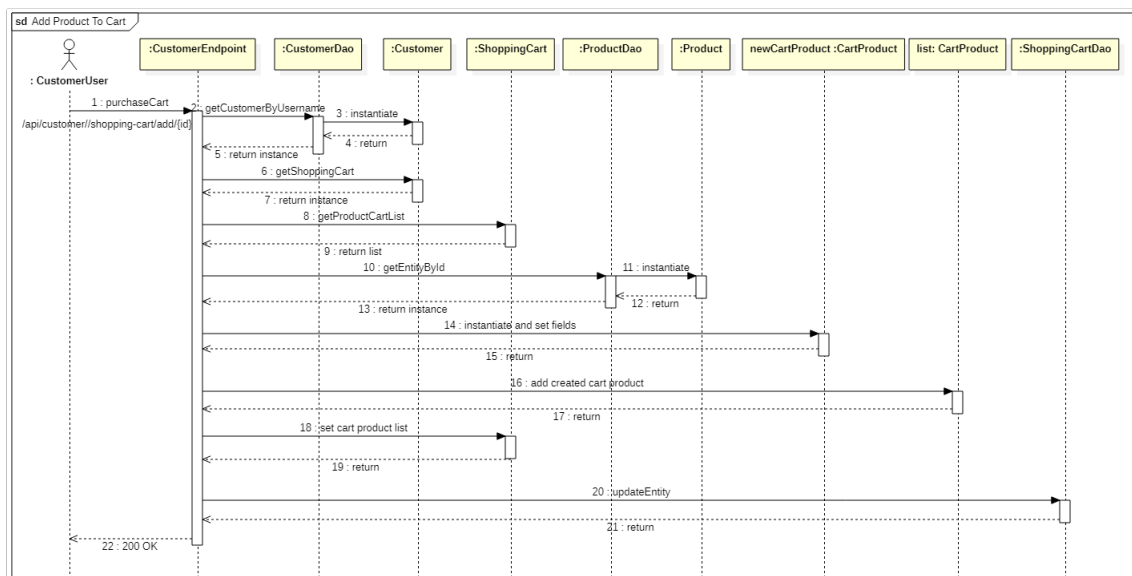 sd Add Product To Cart
:CustomerEndpoint
:CustomerDao
:Customer
:ShoppingCart
:ProductDao
:Product
newCartProduct :CartProduct
list: CartProduct
:ShoppingCartDao
: CustomerUser
1 : purchaseCart
/api/customer//shopping-cart/add/{id}
2 : getCustomerByUsername
3 : instantiate
4 : return
5 : return instance
6 : getShoppingCart
7 : return instance
8 : getProductCartList
9 : return list
10 : getEntityById
11 : instantiate
12 : return
13 : return instance
14 : instantiate and set fields
15 : return
16 : add created cart product
17 : return
18 : set cart product list
19 : return
20 : updateEntity
21 : return
22 : 200 OK